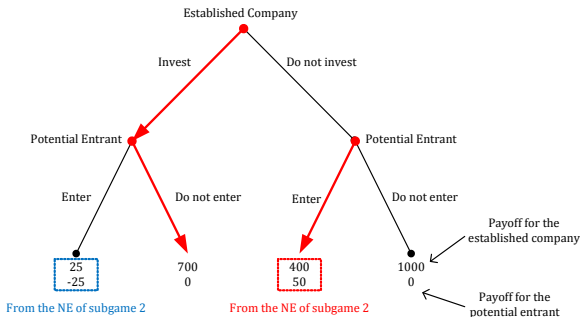 Established Company
Invest
Do not invest
Potential Entrant
Potential Entrant
Enter
Do not enter
Enter
Do not enter
Payoff for the
established company
25
-25
700
0
400
50
1000
0
From the NE of subgame 2
From the NE of subgame 2
Payoff for the
potential entrant